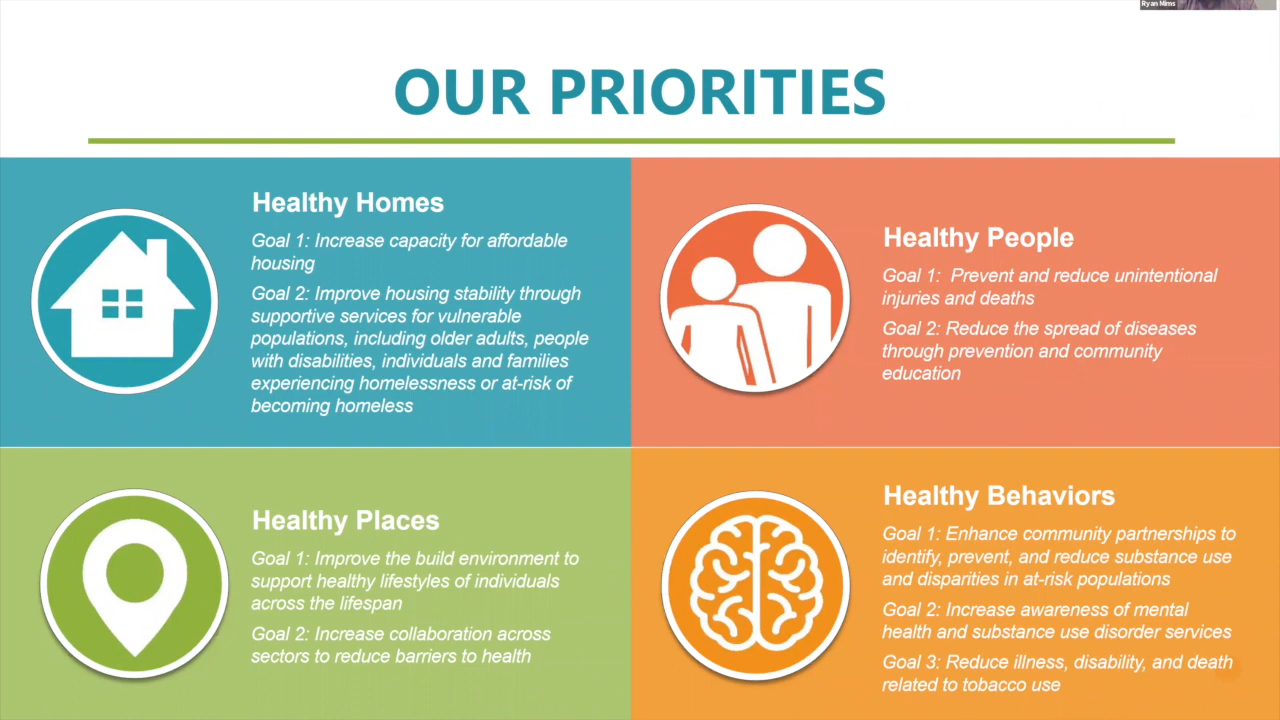 Ryan Mims
OUR PRIORITIES
Healthy Homes
Goal 1: Increase capacity for affordable
housing
Goal 2: Improve housing stability through
supportive services for vulnerable
populations, including older adults, people
with disabilities, individuals and families
experiencing homelessness or at-risk of
becoming homeless
Healthy People
Goal 1:  Prevent and reduce unintentional
injuries and deaths
Goal 2: Reduce the spread of diseases
through prevention and community
education
Healthy Places
Goal 1: Improve the build environment to
support healthy lifestyles of individuals
across the lifespan
Goal 2: Increase collaboration across
sectors to reduce barriers to health
Healthy Behaviors
Goal 1: Enhance community partnerships to
identify, prevent, and reduce substance use
and disparities in at-risk populations
Goal 2: Increase awareness of mental
health and substance use disorder services
Goal 3: Reduce illness, disability, and death
related to tobacco use